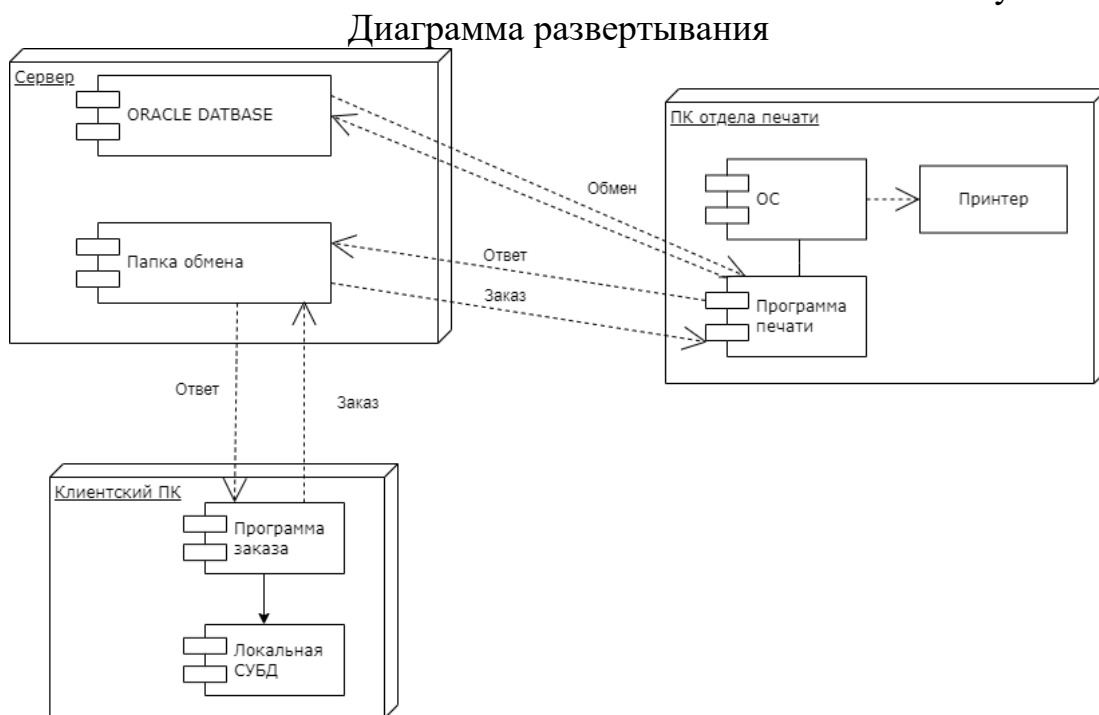 Диаграмма развертывания
Сервер
ORACLE DATBASE
Папка обмена
ПК отдела печати
ОС
Принтер
Программа
печати
Обмен
Ответ
Заказ
Ответ
Заказ
Клиентский ПК
Программа
заказа
Локальная
СУБД